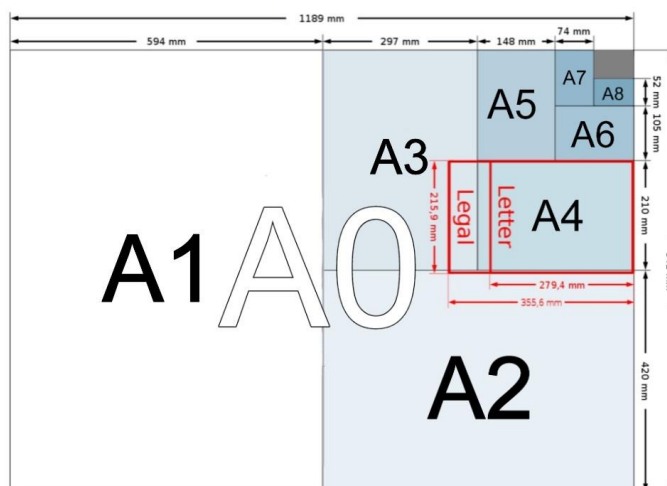 1189 mm
594 mm
297 mm
148 mm
74 mm
A7
A8
52 mm
A5
A6
105 mm
A3
A4
Legal
Letter
215,9 mm
210 mm
A1
A0
279,4 mm
355,6 mm
A2
420 mm